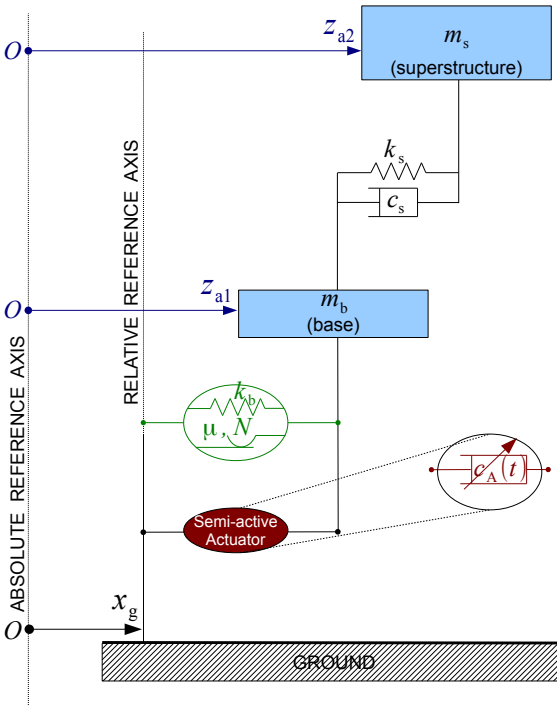 z_a2
m_s
(superstructure)
O
k_s
c_s
RELATIVE REFERENCE AXIS
z_a1
m_b
(base)
O
k_b
μ, N
c_A(t)
Semi-active
Actuator
ABSOLUTE REFERENCE AXIS
x_g
O
GROUND